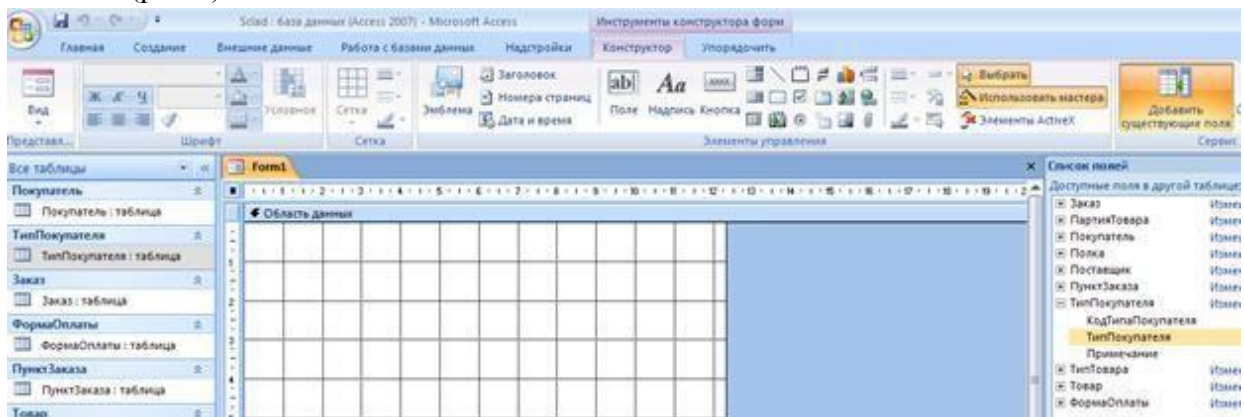 Sclad : база данных (Access 2007) - Microsoft Access
Инструменты конструктора форм
Главная Создание Внешние данные Работа с базами данных Надстройки Конструктор Упорядочить
Вид
Ж К Ч
Условное
Сетка
Эмблема
Заголовок
Номера страниц
Дата и время
ab|
Поле
Aa
Надпись
xxxx
Кнопка
Выбрать
Использовать мастера
Элементы ActiveX
Добавить существующие поля
Представл... Шрифт Сетка Элементы управления Сервис
Все таблицы
Покупатель
Покупатель : таблица
ТипПокупателя
ТипПокупателя : таблица
Заказ
Заказ : таблица
ФормаОплаты
ФормаОплаты : таблица
ПунктЗаказа
ПунктЗаказа : таблица
Товар
Form1
Область данных
Список полей
Доступные поля в другой таблице:
Заказ
ПартияТовара
Покупатель
Полка
Поставщик
ПунктЗаказа
ТипПокупателя
КодТипаПокупателя
ТипПокупателя
Примечание
ТипТовара
Товар
ФормаОплаты